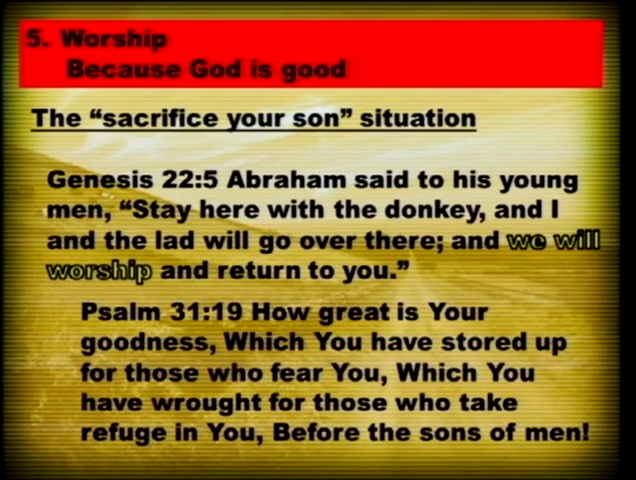 5. Worship
Because God is good
The “sacrifice your son” situation
Genesis 22:5 Abraham said to his young
men, “Stay here with the donkey, and I
and the lad will go over there; and we will
worship and return to you.”
Psalm 31:19 How great is Your
goodness, Which You have stored up
for those who fear You, Which You
have wrought for those who take
refuge in You, Before the sons of men!